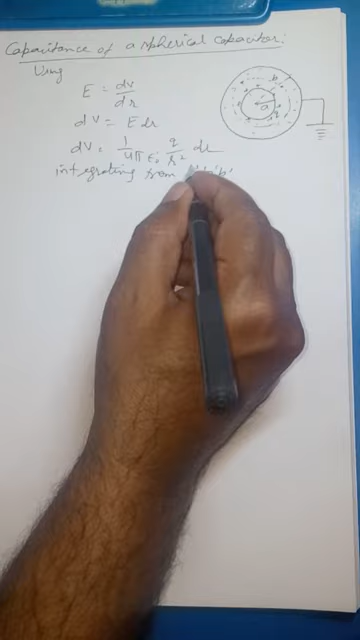 Capacitance of a spherical capacitor:
Using
E = dv/dr
dV = E dr
dV = 1/4πε₀ q/r² dr
integrating from
b
a